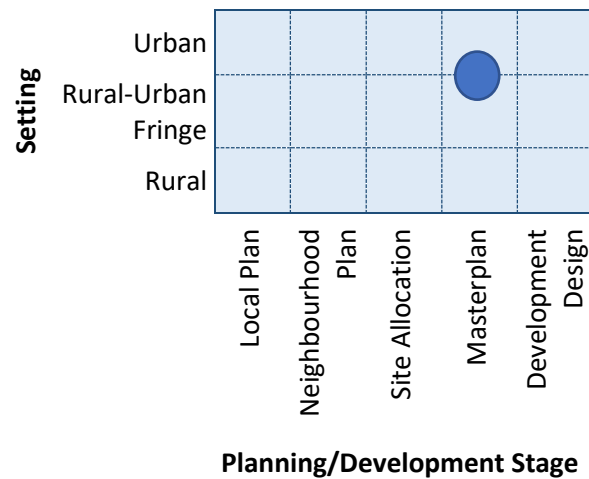 Setting
Urban
Rural-Urban
Fringe
Rural
Local Plan
Neighbourhood
Plan
Site Allocation
Masterplan
Development
Design
Planning/Development Stage